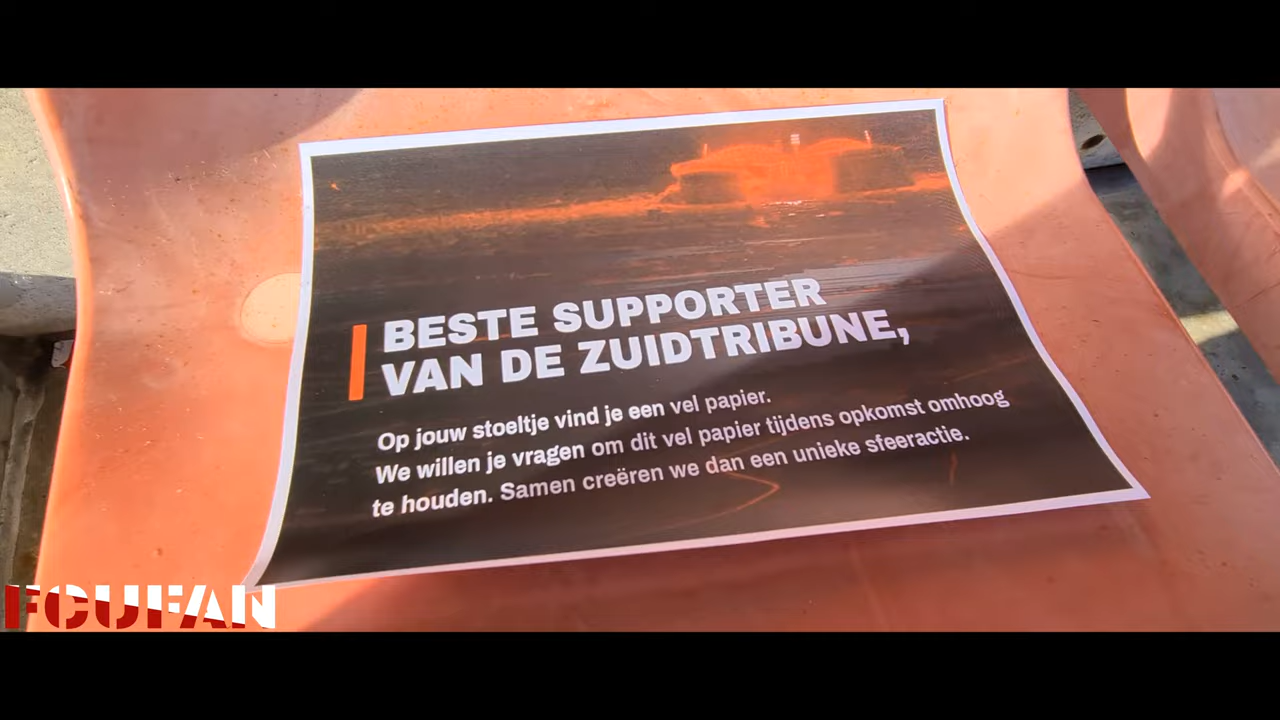 BESTE SUPPORTER
VAN DE ZUIDTRIBUNE,
Op jouw stoeltje vind je een vel papier.
We willen je vragen om dit vel papier tijdens opkomst omhoog
te houden. Samen creëren we dan een unieke sfeeractie.
FCUFAN